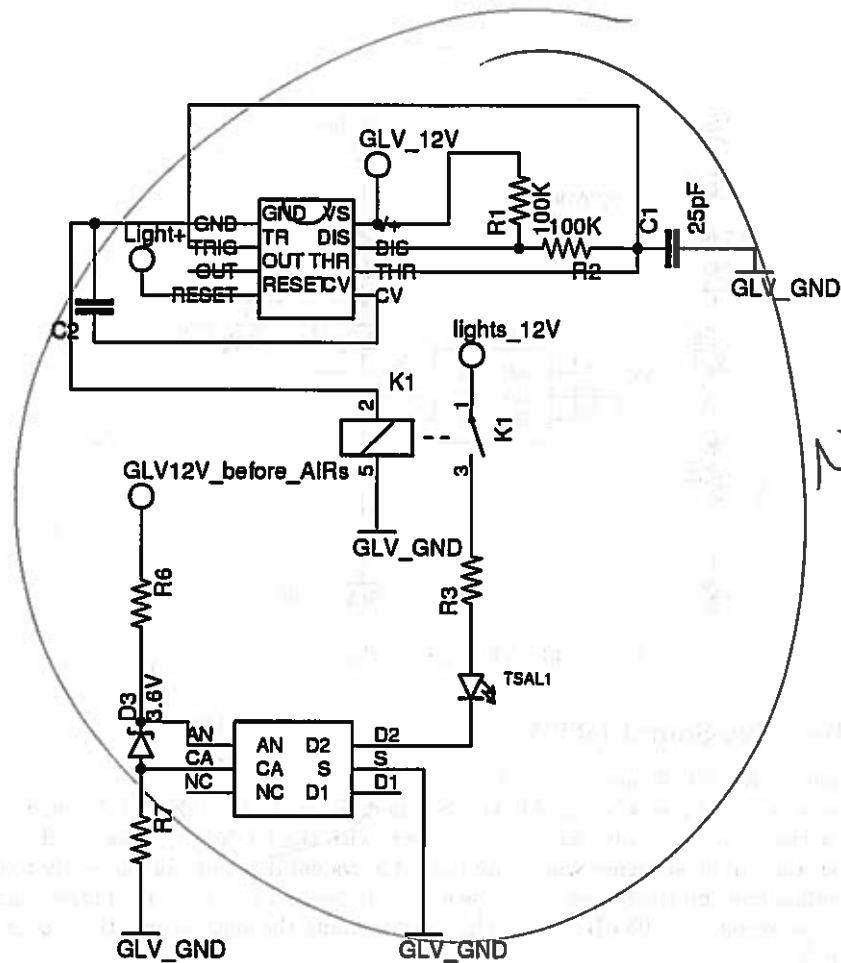 GLV_12V
GND GND VS V+
Light+
TRIG TR DIS DIS
OUT OUT THR THR
RESET RESET CV CV
R1
100K
100K
R2
C1
25pF
GLV_GND
C2
lights_12V
K1
2
5
1
K1
3
GLV12V_before_AIRs
GLV_GND
R6
R3
D3
3.6V
TSAL1
AN AN D2 D2
CA CA S S
NC NC D1 D1
R7
GLV_GND
GLV_GND